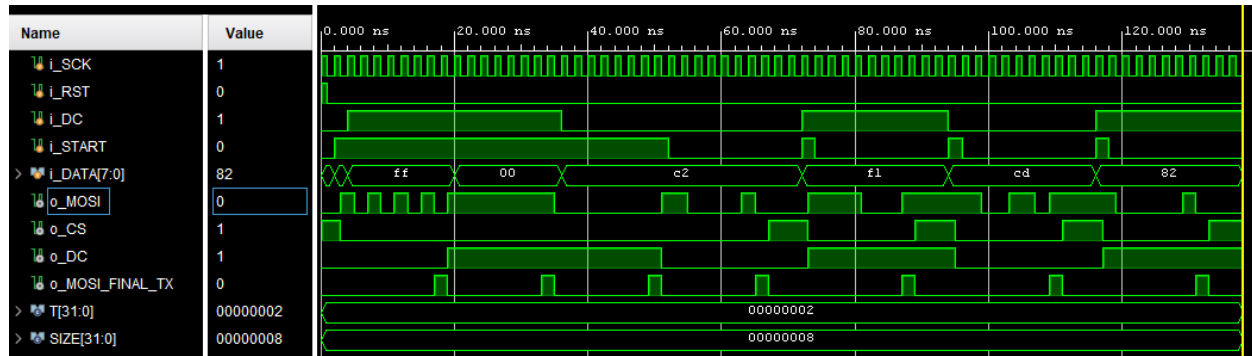 Name Value 0.000 ns 20.000 ns 40.000 ns 60.000 ns 80.000 ns 100.000 ns 120.000 ns
i_SCK 1
i_RST 0
i_DC 1
i_START 0
i_DATA[7:0] 82 ff 00 c2 f1 cd 82
o_MOSI 0
o_CS 1
o_DC 1
o_MOSI_FINAL_TX 0
T[31:0] 00000002 00000002
SIZE[31:0] 00000008 00000008